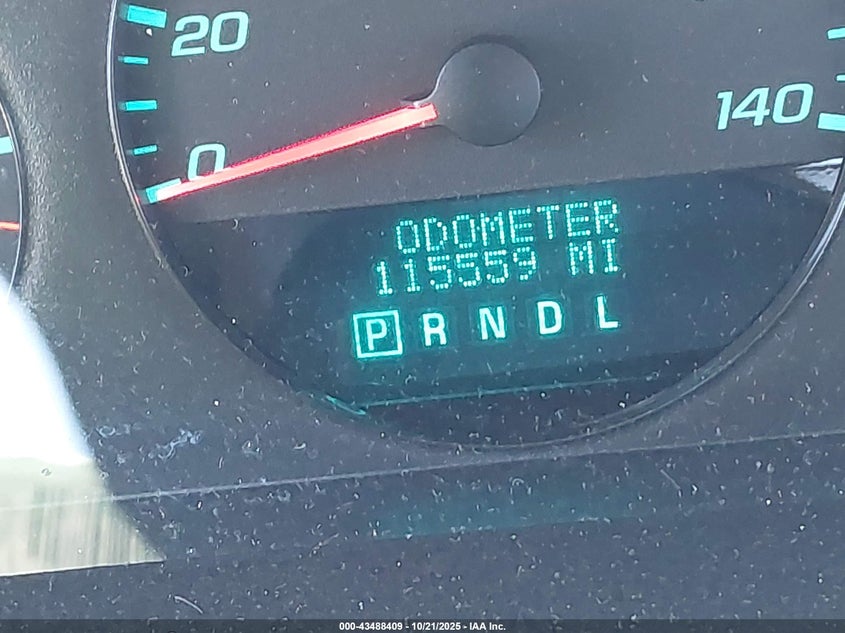 20
0
140
ODOMETER
115559 MI
P R N D L
000-43488409 - 10/21/2025 - IAA Inc.